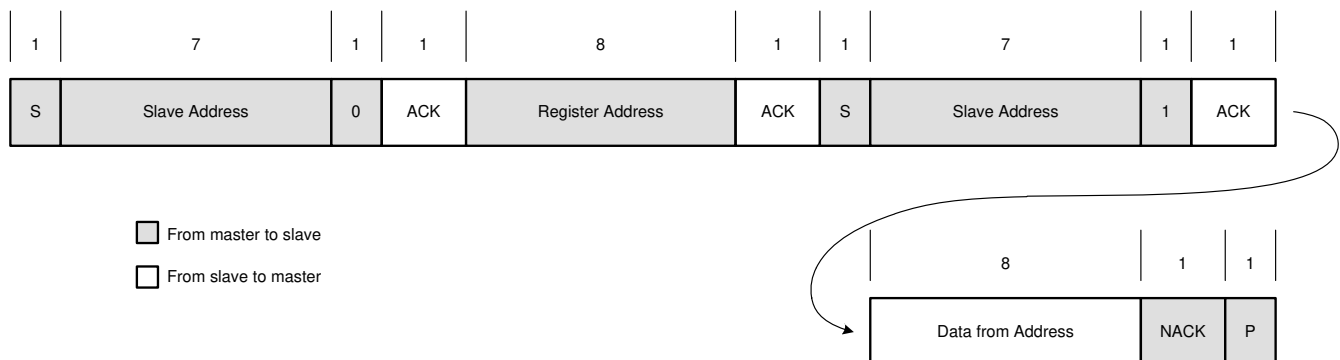 1 7 1 1 8 1 1 7 1 1
S Slave Address 0 ACK Register Address ACK S Slave Address 1 ACK
From master to slave
From slave to master
8 1 1
Data from Address NACK P